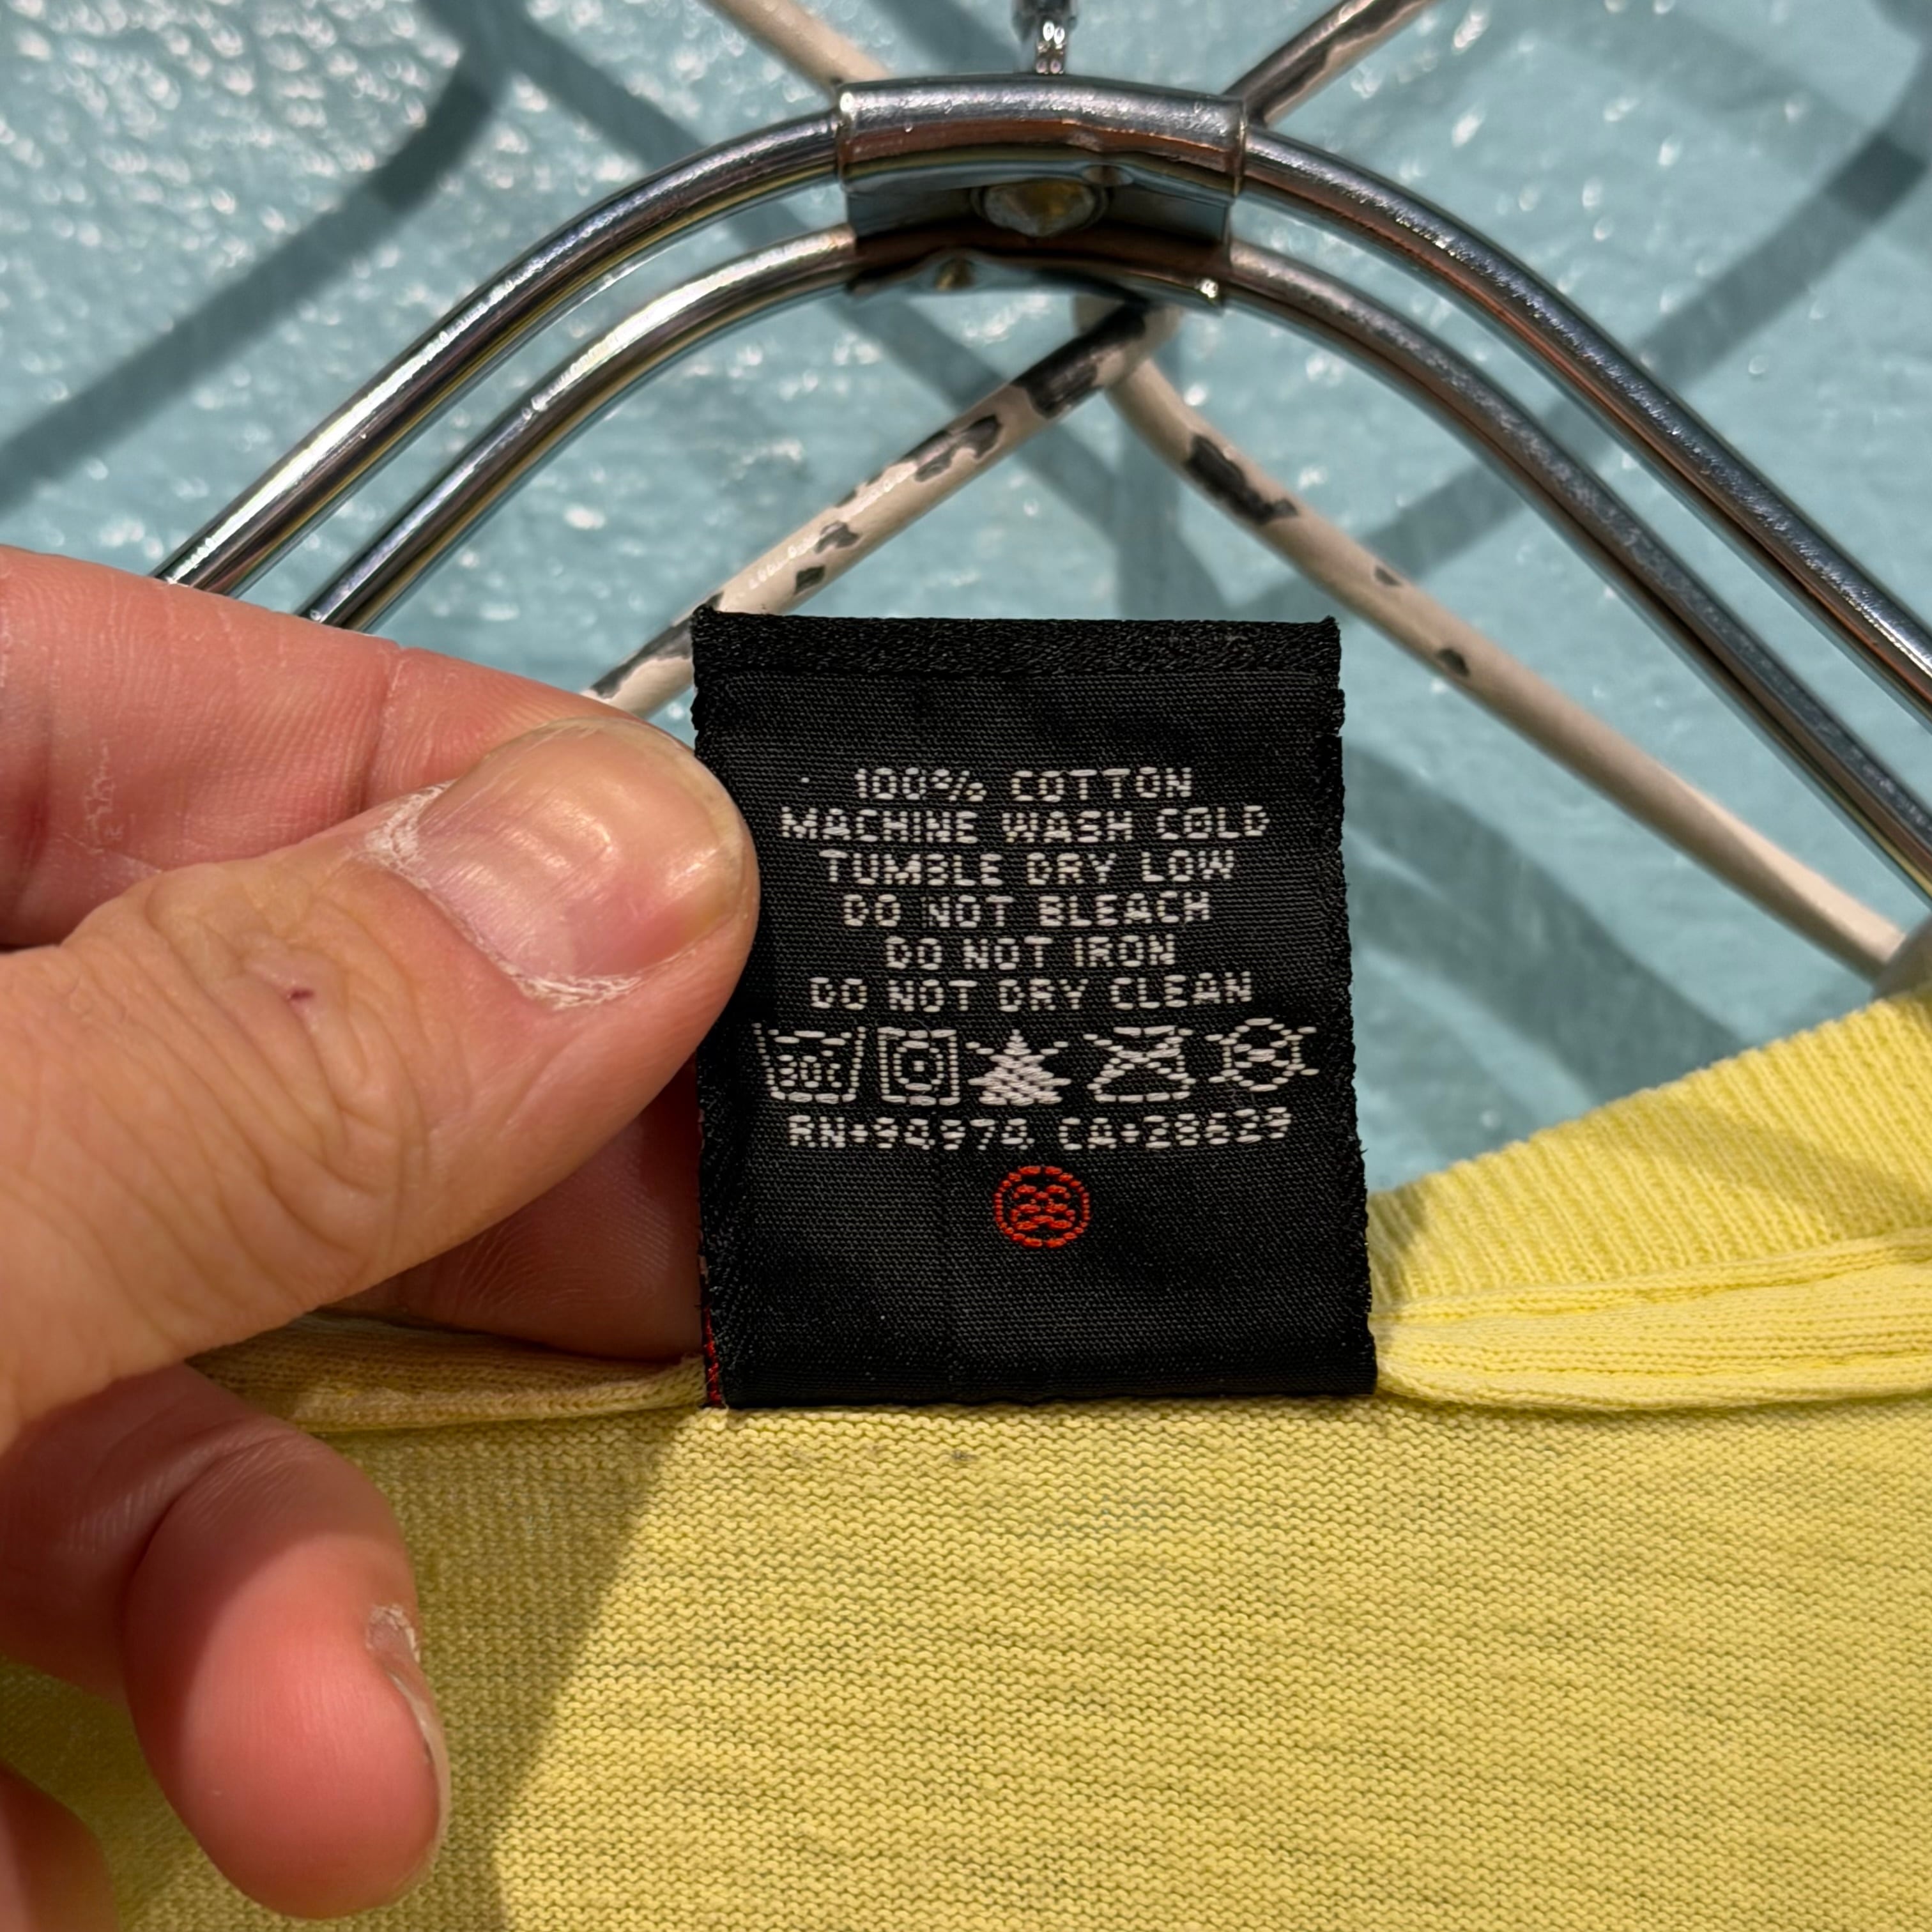 100% COTTON
MACHINE WASH COLD
TUMBLE DRY LOW
DO NOT BLEACH
DO NOT IRON
DO NOT DRY CLEAN
30C
RN#94974 CA#28629